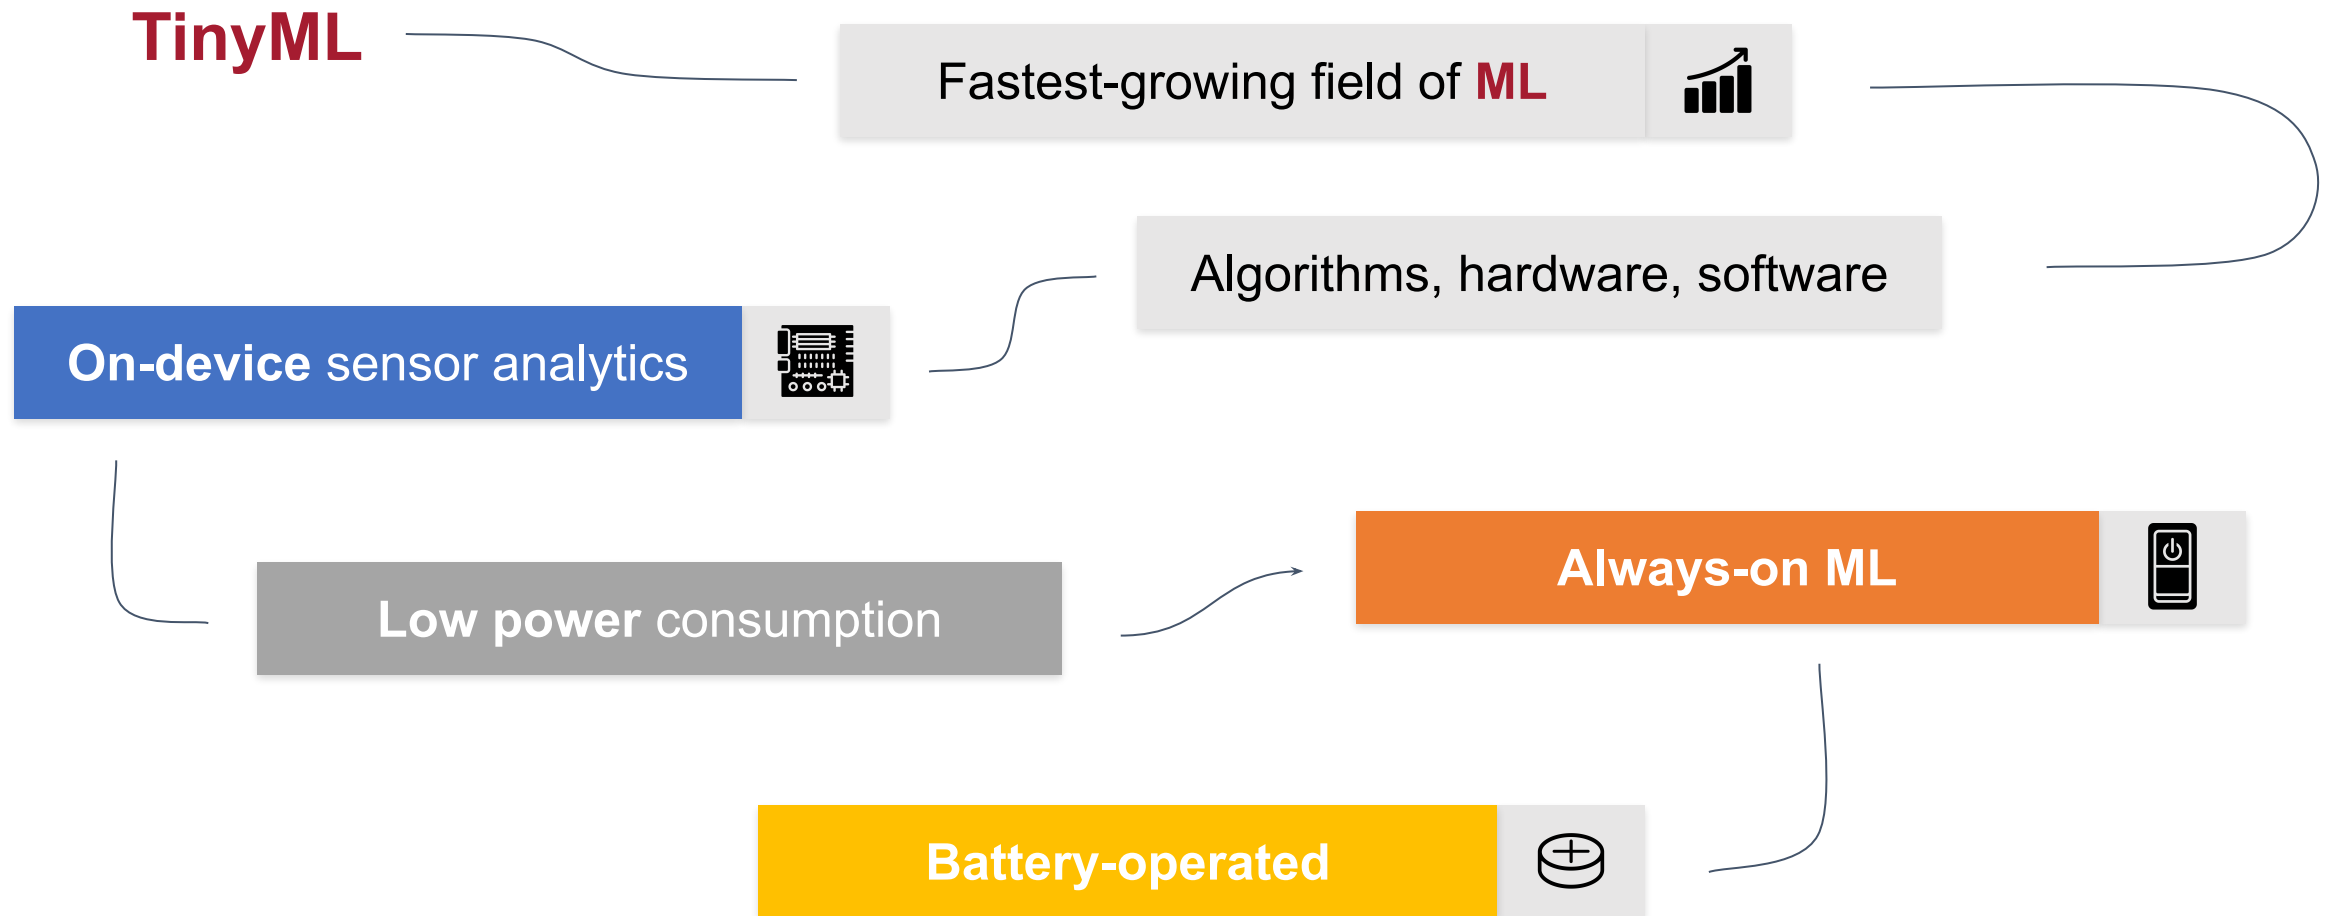 TinyML
Fastest-growing field of ML
Algorithms, hardware, software
On-device sensor analytics
Low power consumption
Always-on ML
Battery-operated